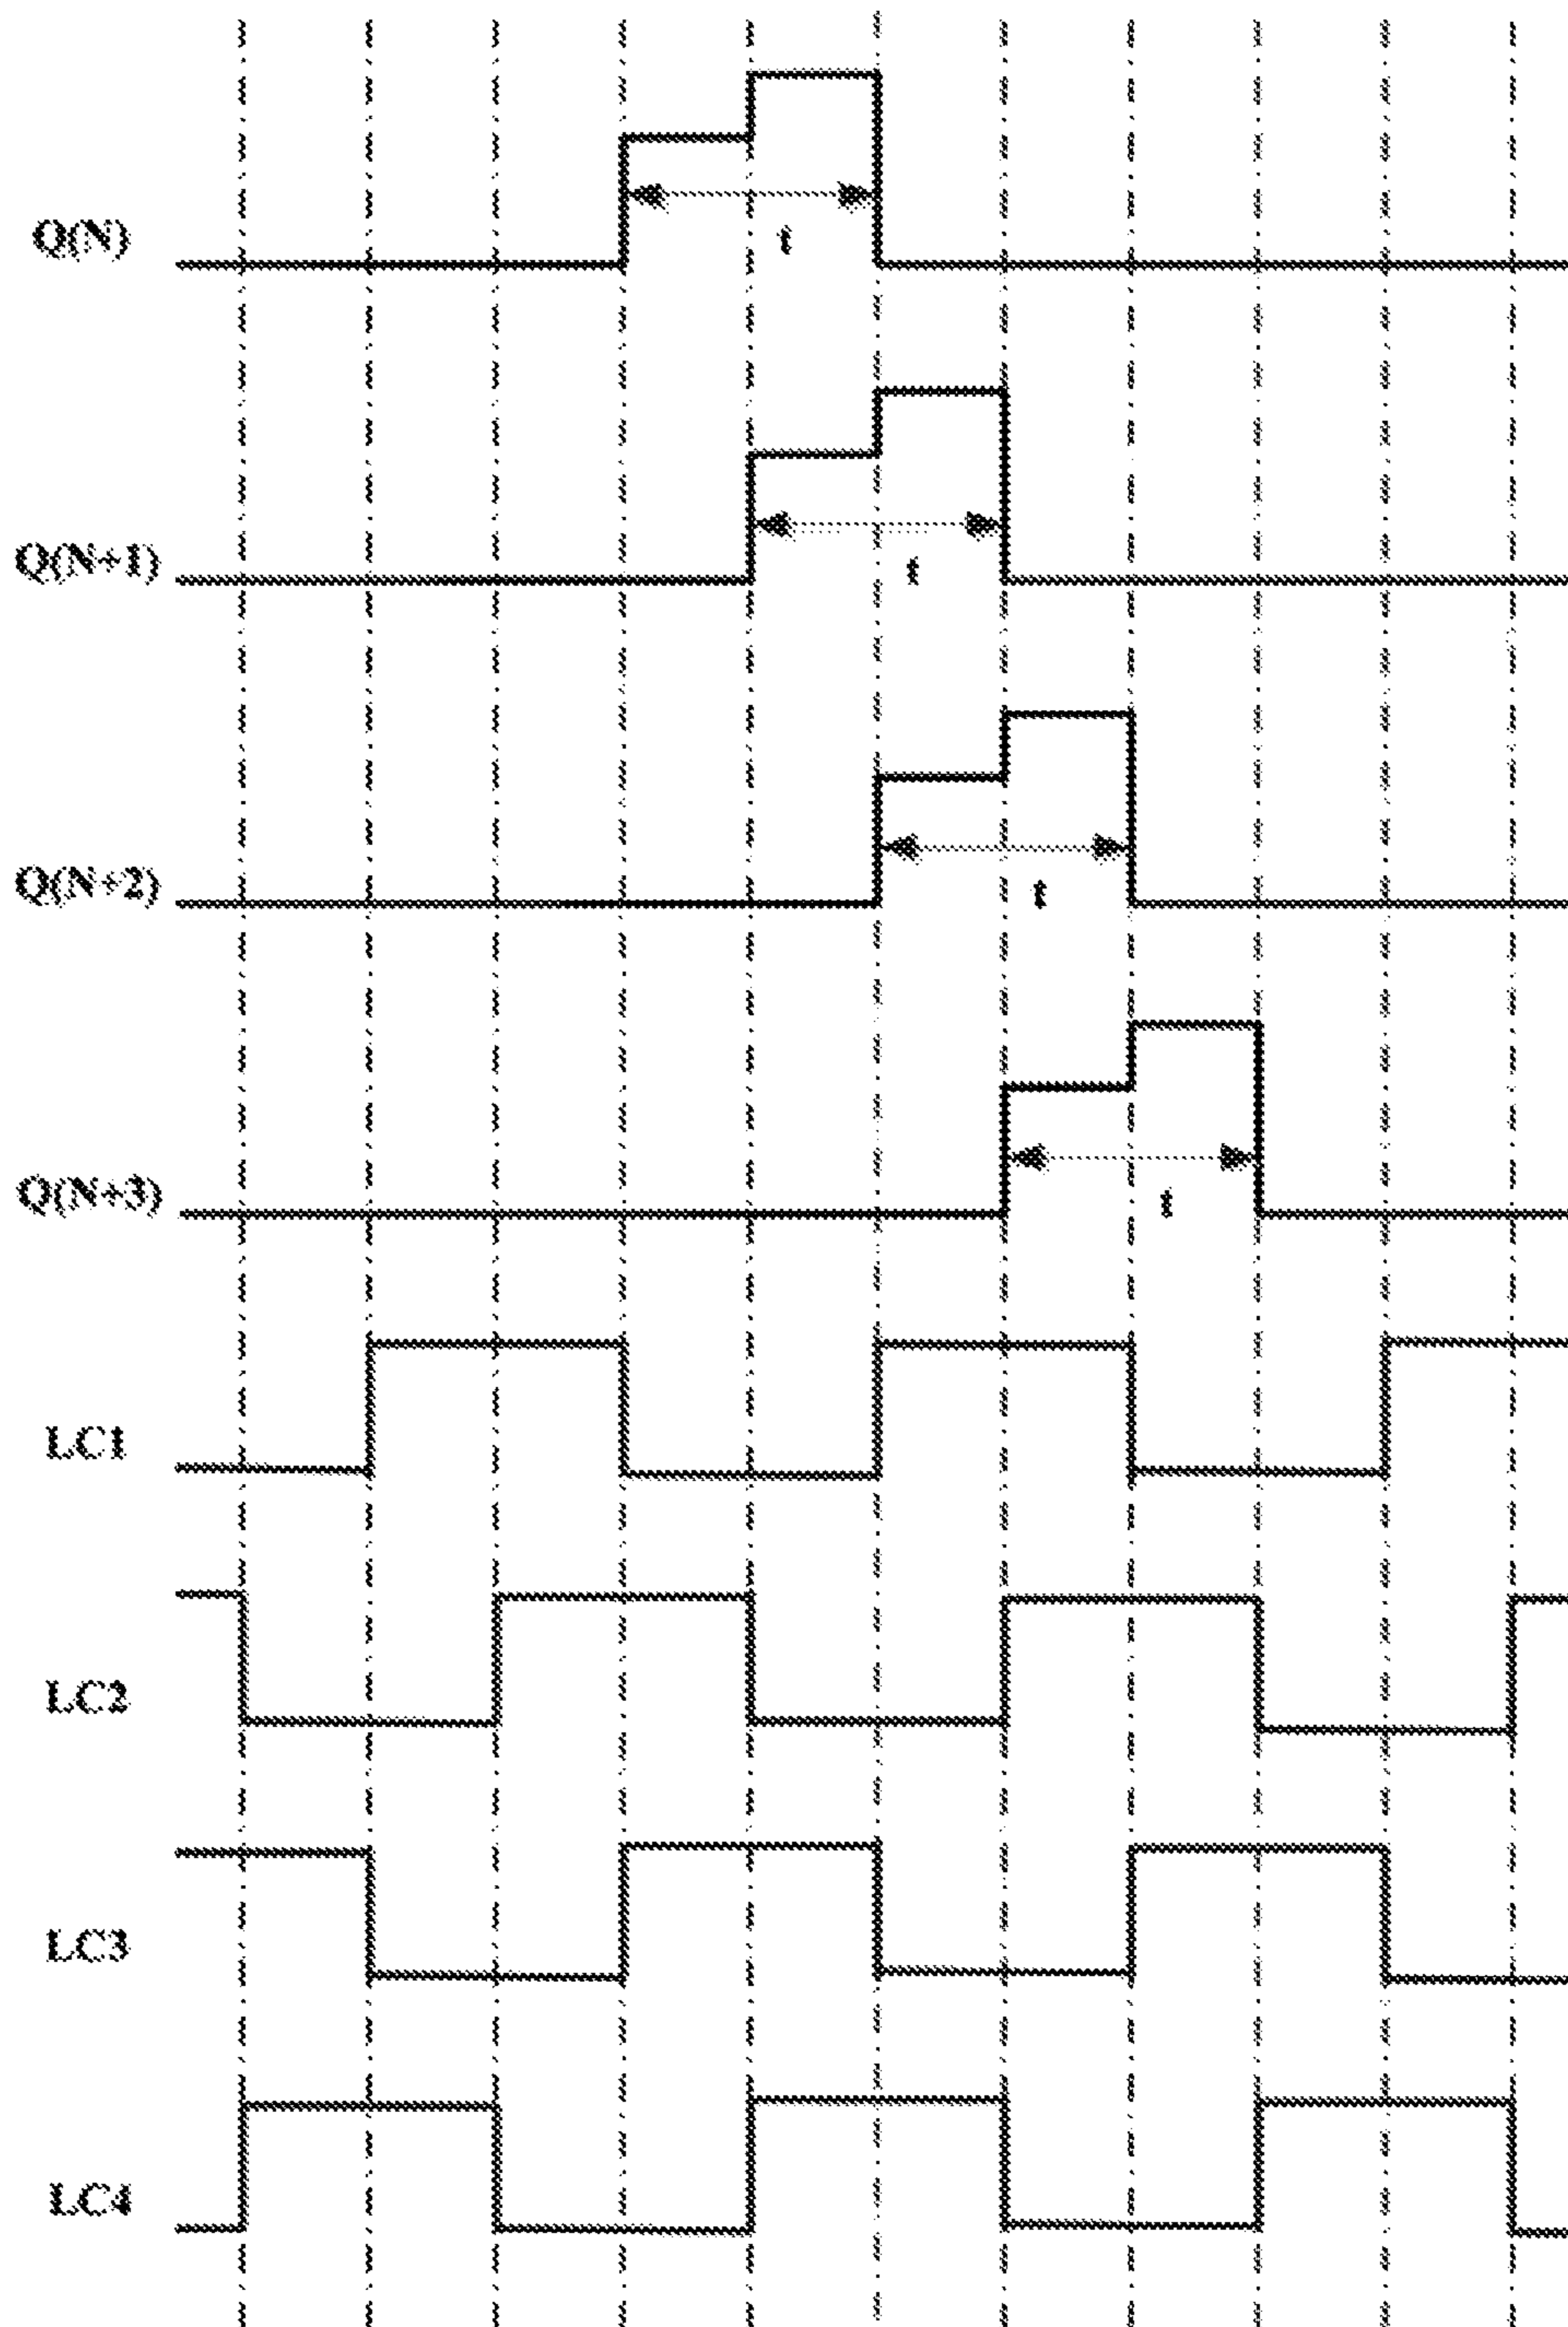 Q(N)
t
Q(N+1)
t
Q(N+2)
t
Q(N+3)
t
LC1
LC2
LC3
LC4